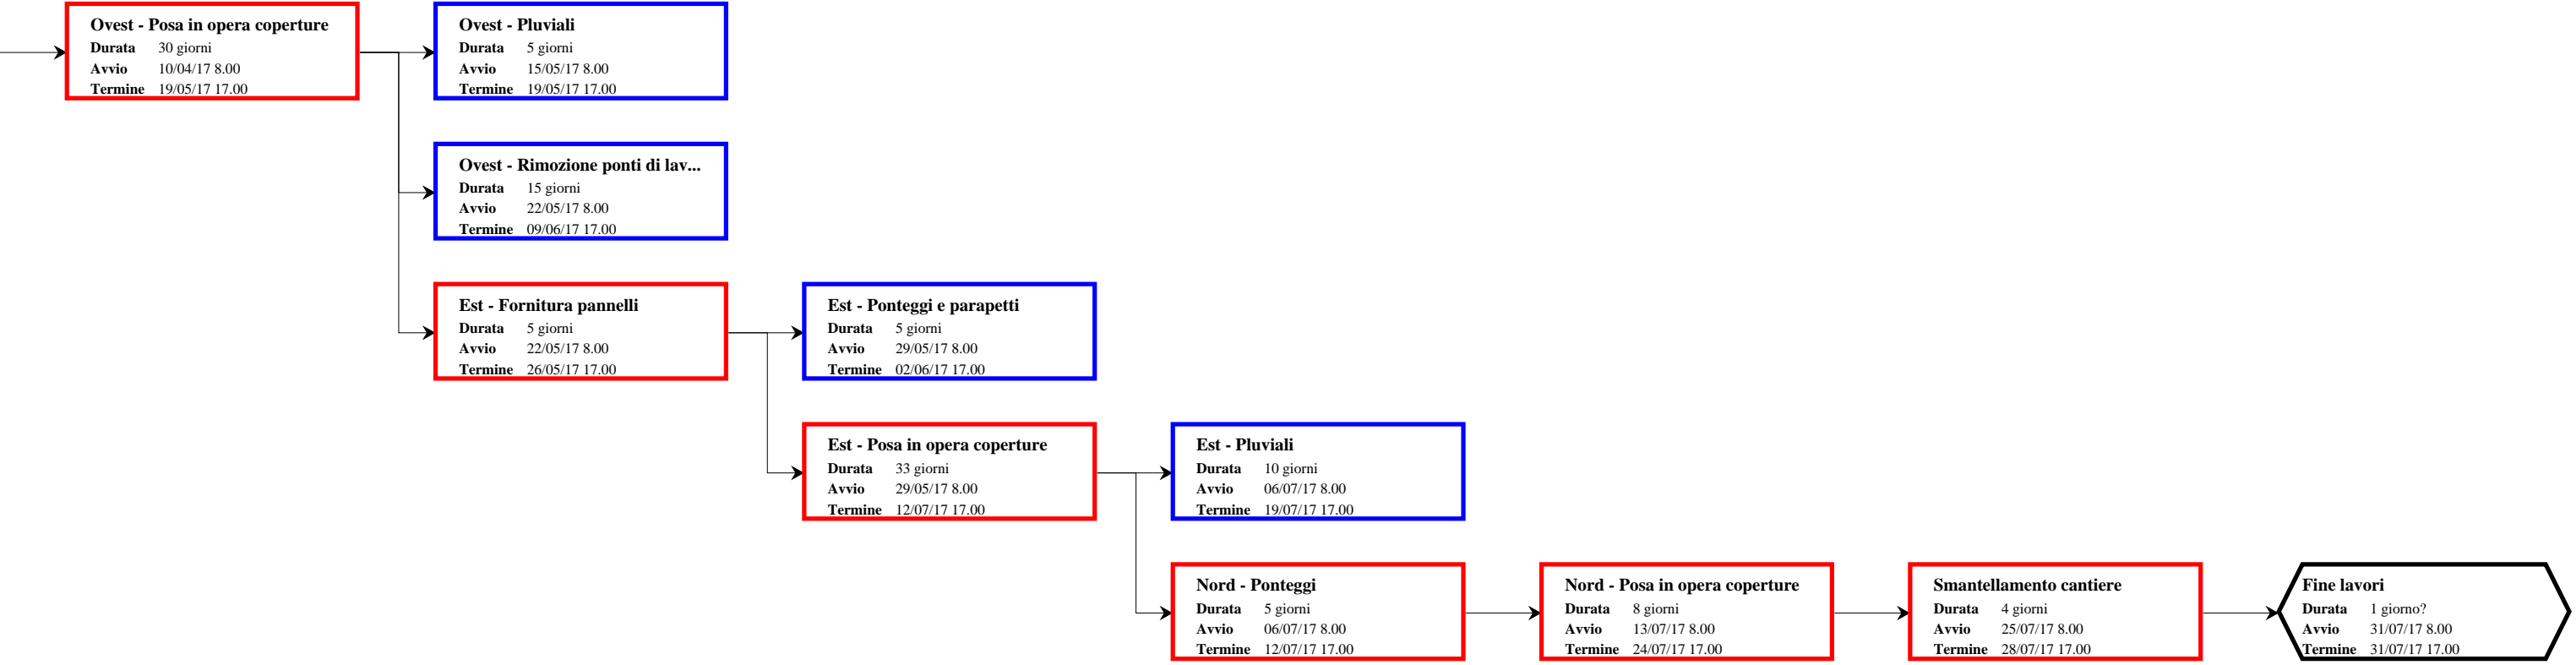 Ovest - Posa in opera coperture
Durata 30 giorni
Avvio 10/04/17 8.00
Termine 19/05/17 17.00
Ovest - Pluviali
Durata 5 giorni
Avvio 15/05/17 8.00
Termine 19/05/17 17.00
Ovest - Rimozione ponti di lav...
Durata 15 giorni
Avvio 22/05/17 8.00
Termine 09/06/17 17.00
Est - Fornitura pannelli
Durata 5 giorni
Avvio 22/05/17 8.00
Termine 26/05/17 17.00
Est - Ponteggi e parapetti
Durata 5 giorni
Avvio 29/05/17 8.00
Termine 02/06/17 17.00
Est - Posa in opera coperture
Durata 33 giorni
Avvio 29/05/17 8.00
Termine 12/07/17 17.00
Est - Pluviali
Durata 10 giorni
Avvio 06/07/17 8.00
Termine 19/07/17 17.00
Nord - Ponteggi
Durata 5 giorni
Avvio 06/07/17 8.00
Termine 12/07/17 17.00
Nord - Posa in opera coperture
Durata 8 giorni
Avvio 13/07/17 8.00
Termine 24/07/17 17.00
Smantellamento cantiere
Durata 4 giorni
Avvio 25/07/17 8.00
Termine 28/07/17 17.00
Fine lavori
Durata 1 giorno?
Avvio 31/07/17 8.00
Termine 31/07/17 17.00